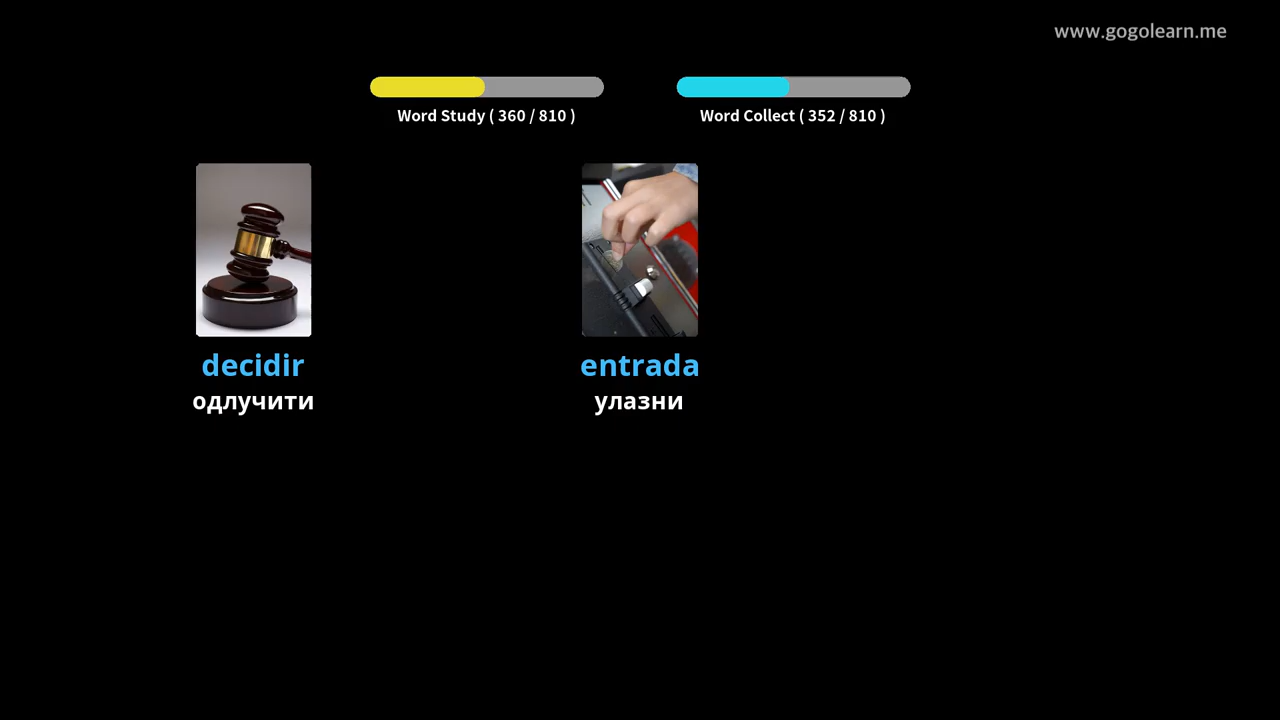 www.gogolearn.me
Word Study ( 360 / 810 )
Word Collect ( 352 / 810 )
decidir
одлучити
entrada
улазни